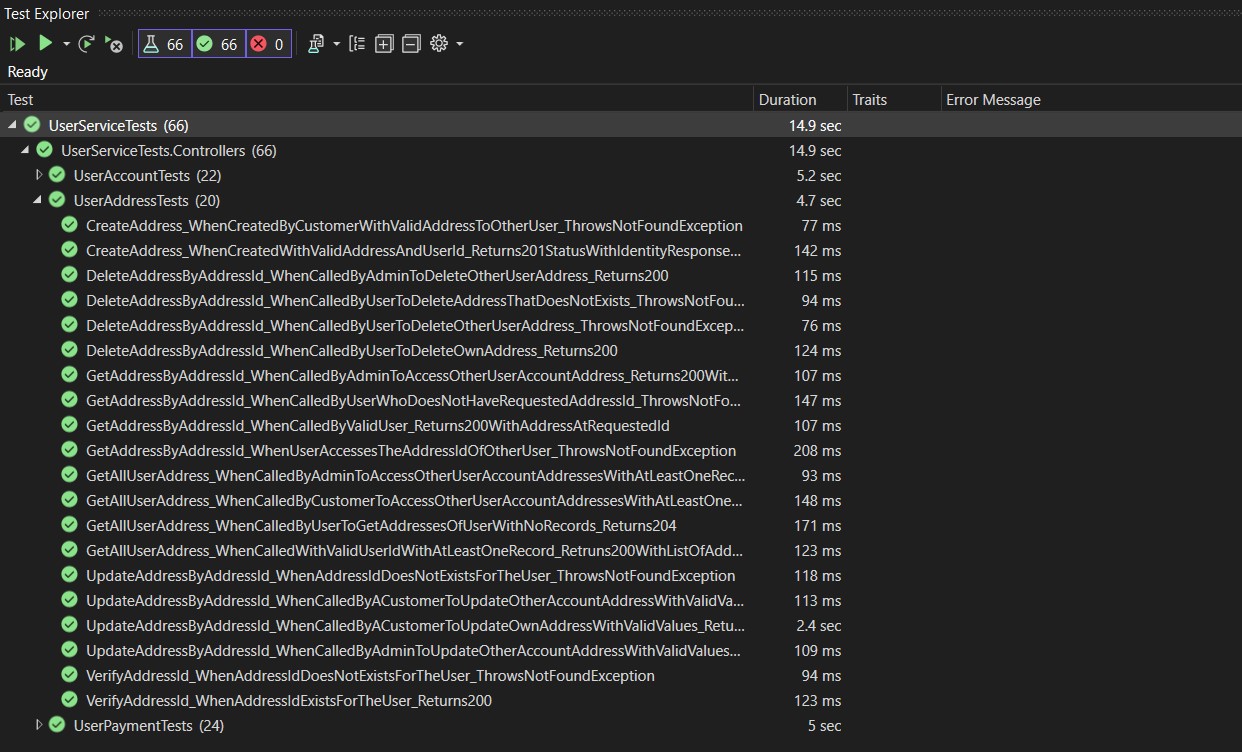 Test Explorer
66 66 0
Ready
Test Duration Traits Error Message
UserServiceTests (66) 14.9 sec
UserServiceTests.Controllers (66) 14.9 sec
UserAccountTests (22) 5.2 sec
UserAddressTests (20) 4.7 sec
CreateAddress_WhenCreatedByCustomerWithValidAddressToOtherUser_ThrowsNotFoundException 77 ms
CreateAddress_WhenCreatedWithValidAddressAndUserId_Returns201StatusWithIdentityResponse... 142 ms
DeleteAddressByAddressId_WhenCalledByAdminToDeleteOtherUserAddress_Returns200 115 ms
DeleteAddressByAddressId_WhenCalledByUserToDeleteAddressThatDoesNotExists_ThrowsNotFou... 94 ms
DeleteAddressByAddressId_WhenCalledByUserToDeleteOtherUserAddress_ThrowsNotFoundExcep... 76 ms
DeleteAddressByAddressId_WhenCalledByUserToDeleteOwnAddress_Returns200 124 ms
GetAddressByAddressId_WhenCalledByAdminToAccessOtherUserAccountAddress_Returns200Wit... 107 ms
GetAddressByAddressId_WhenCalledByUserWhoDoesNotHaveRequestedAddressId_ThrowsNotFo... 147 ms
GetAddressByAddressId_WhenCalledByValidUser_Returns200WithAddressAtRequestedId 107 ms
GetAddressByAddressId_WhenUserAccessesTheAddressIdOfOtherUser_ThrowsNotFoundException 208 ms
GetAllUserAddress_WhenCalledByAdminToAccessOtherUserAccountAddressesWithAtLeastOneRec... 93 ms
GetAllUserAddress_WhenCalledByCustomerToAccessOtherUserAccountAddressesWithAtLeastOne... 148 ms
GetAllUserAddress_WhenCalledByUserToGetAddressesOfUserWithNoRecords_Returns204 171 ms
GetAllUserAddress_WhenCalledWithValidUserIdWithAtLeastOneRecord_Retruns200WithListOfAdd... 123 ms
UpdateAddressByAddressId_WhenAddressIdDoesNotExistsForTheUser_ThrowsNotFoundException 118 ms
UpdateAddressByAddressId_WhenCalledByACustomerToUpdateOtherAccountAddressWithValidVa... 113 ms
UpdateAddressByAddressId_WhenCalledByACustomerToUpdateOwnAddressWithValidValues_Retu... 2.4 sec
UpdateAddressByAddressId_WhenCalledByAdminToUpdateOtherAccountAddressWithValidValues... 109 ms
VerifyAddressId_WhenAddressIdDoesNotExistsForTheUser_ThrowsNotFoundException 94 ms
VerifyAddressId_WhenAddressIdExistsForTheUser_Returns200 123 ms
UserPaymentTests (24) 5 sec